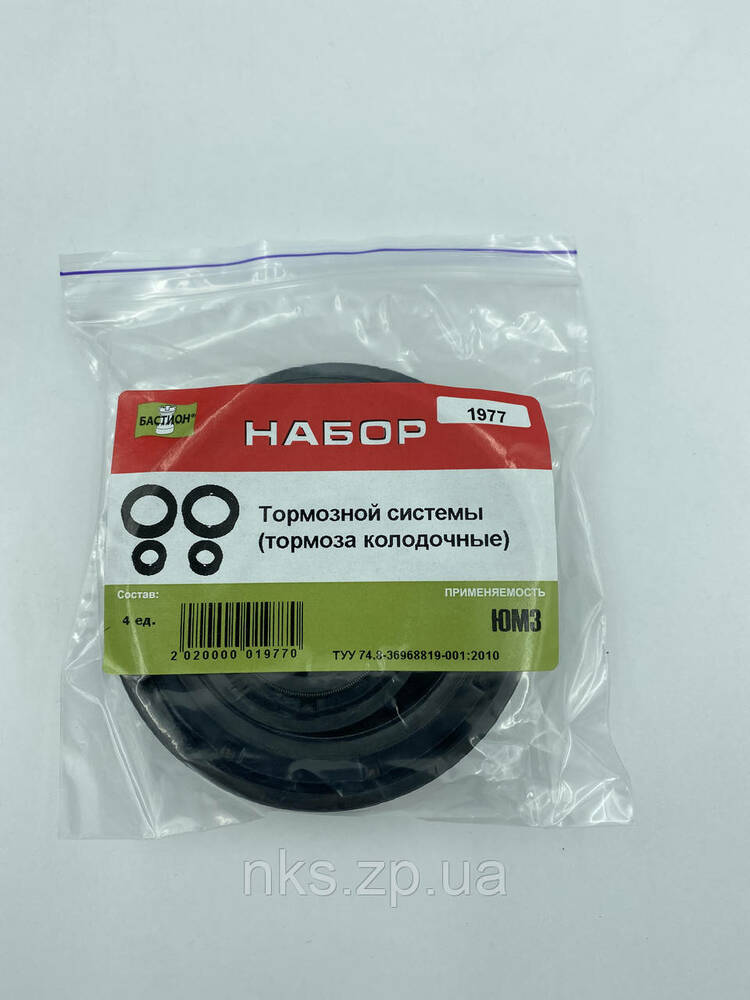 БАСТИОН®
НАБОР
1977
Тормозной системы
(тормоза колодочные)
Состав:
ПРИМЕНЯЕМОСТЬ
4 ед.
ЮМЗ
2 020000 019770
ТУУ 74.8-36968819-001:2010
nks.zp.ua